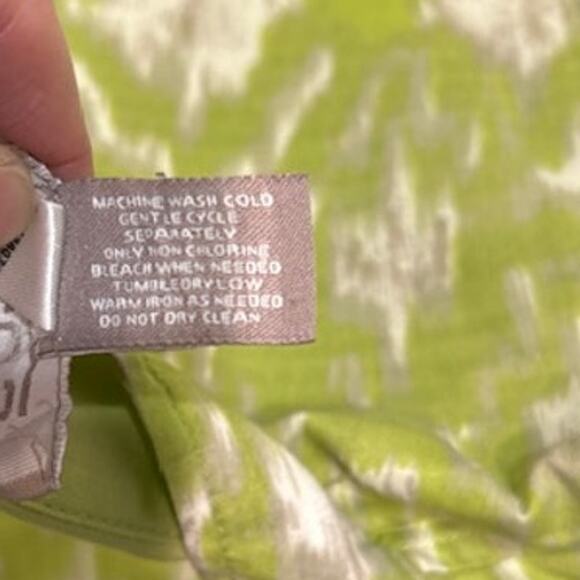 MACHINE WASH COLD
GENTLE CYCLE
SEPARATELY
ONLY NON CHLORINE
BLEACH WHEN NEEDED
TUMBLE DRY LOW
WARM IRON AS NEEDED
DO NOT DRY CLEAN